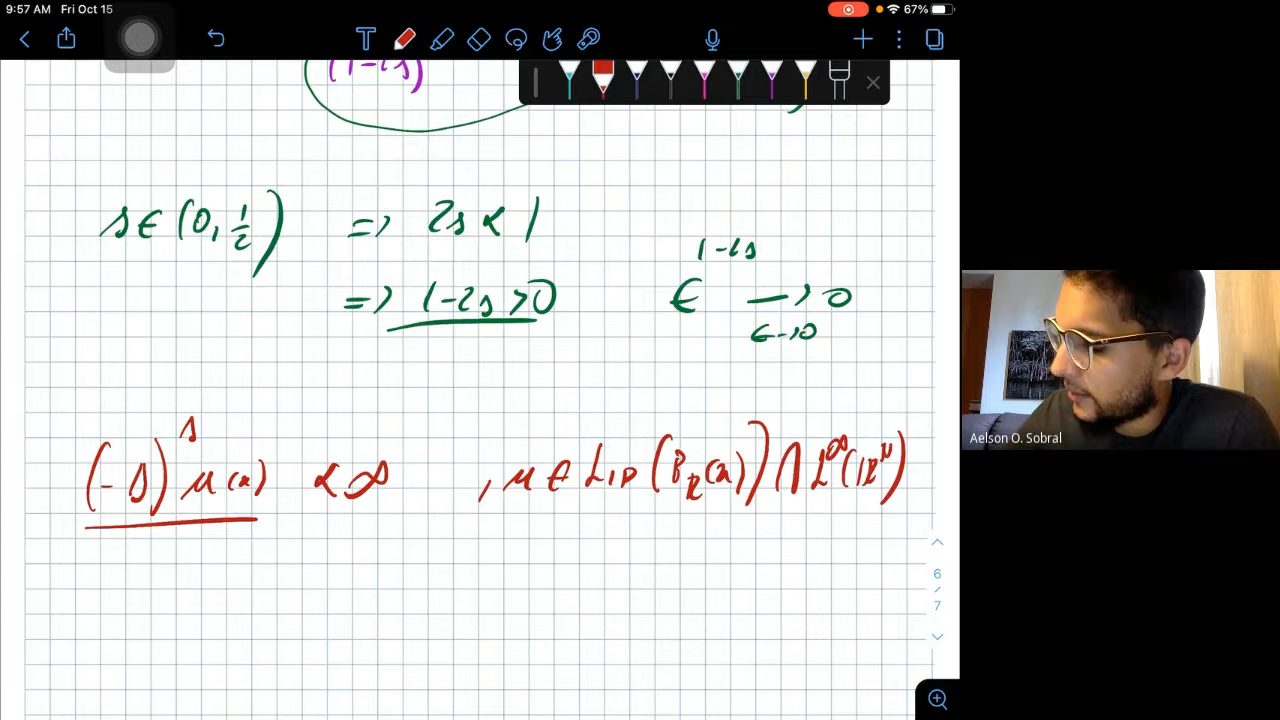 9:57 AM Fri Oct 15
67%
(1-2s)
s ∈ (0, 1/2) => 2s < 1
=> 1-2s > 0
ϵ^{1-2s} → 0
ϵ→0
(-Δ)^s u(x) < ∞ , u ∈ Lip(B_R(x)) ∩ L^∞(ℝ^n)
6
/
7
Aelson O. Sobral